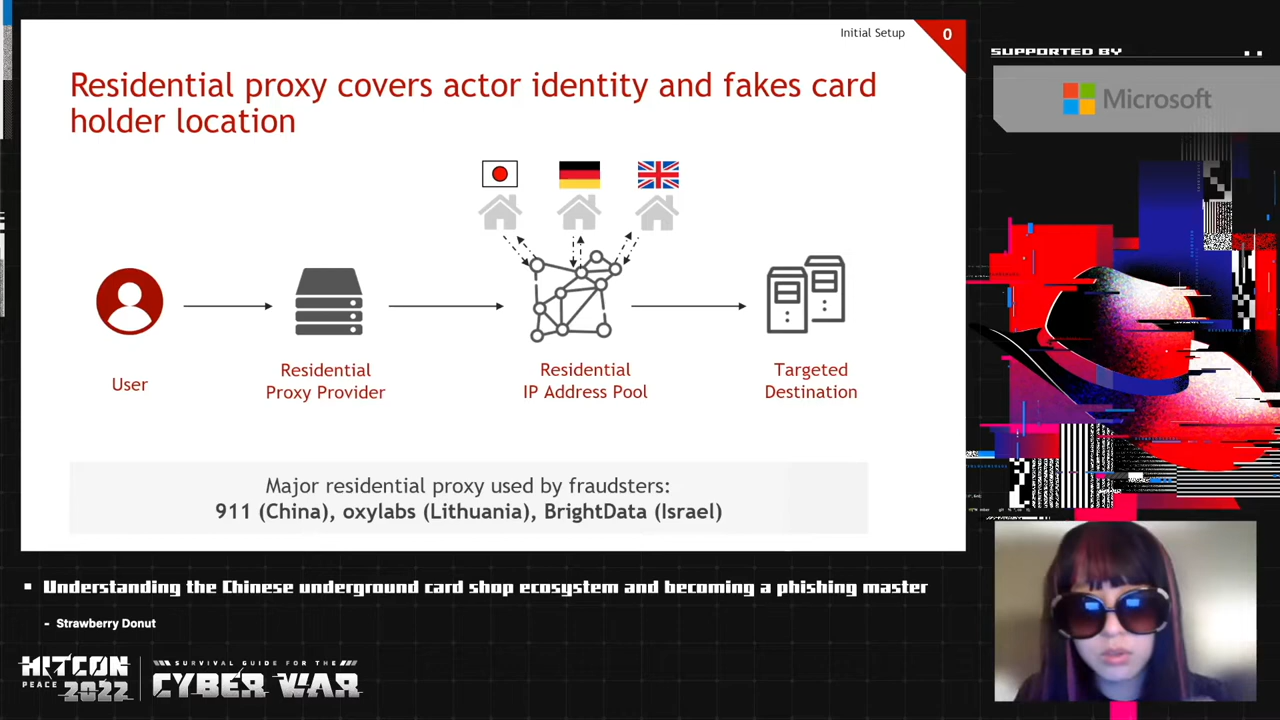 Initial Setup
0
Residential proxy covers actor identity and fakes card
holder location
User
Residential
Proxy Provider
Residential
IP Address Pool
Targeted
Destination
Major residential proxy used by fraudsters:
911 (China), oxylabs (Lithuania), BrightData (Israel)
SUPPORTED BY
Microsoft
Understanding the Chinese underground card shop ecosystem and becoming a phishing master
- Strawberry Donut
HITCON
PEACE 2022
SURVIVAL GUIDE FOR THE
CYBER WAR